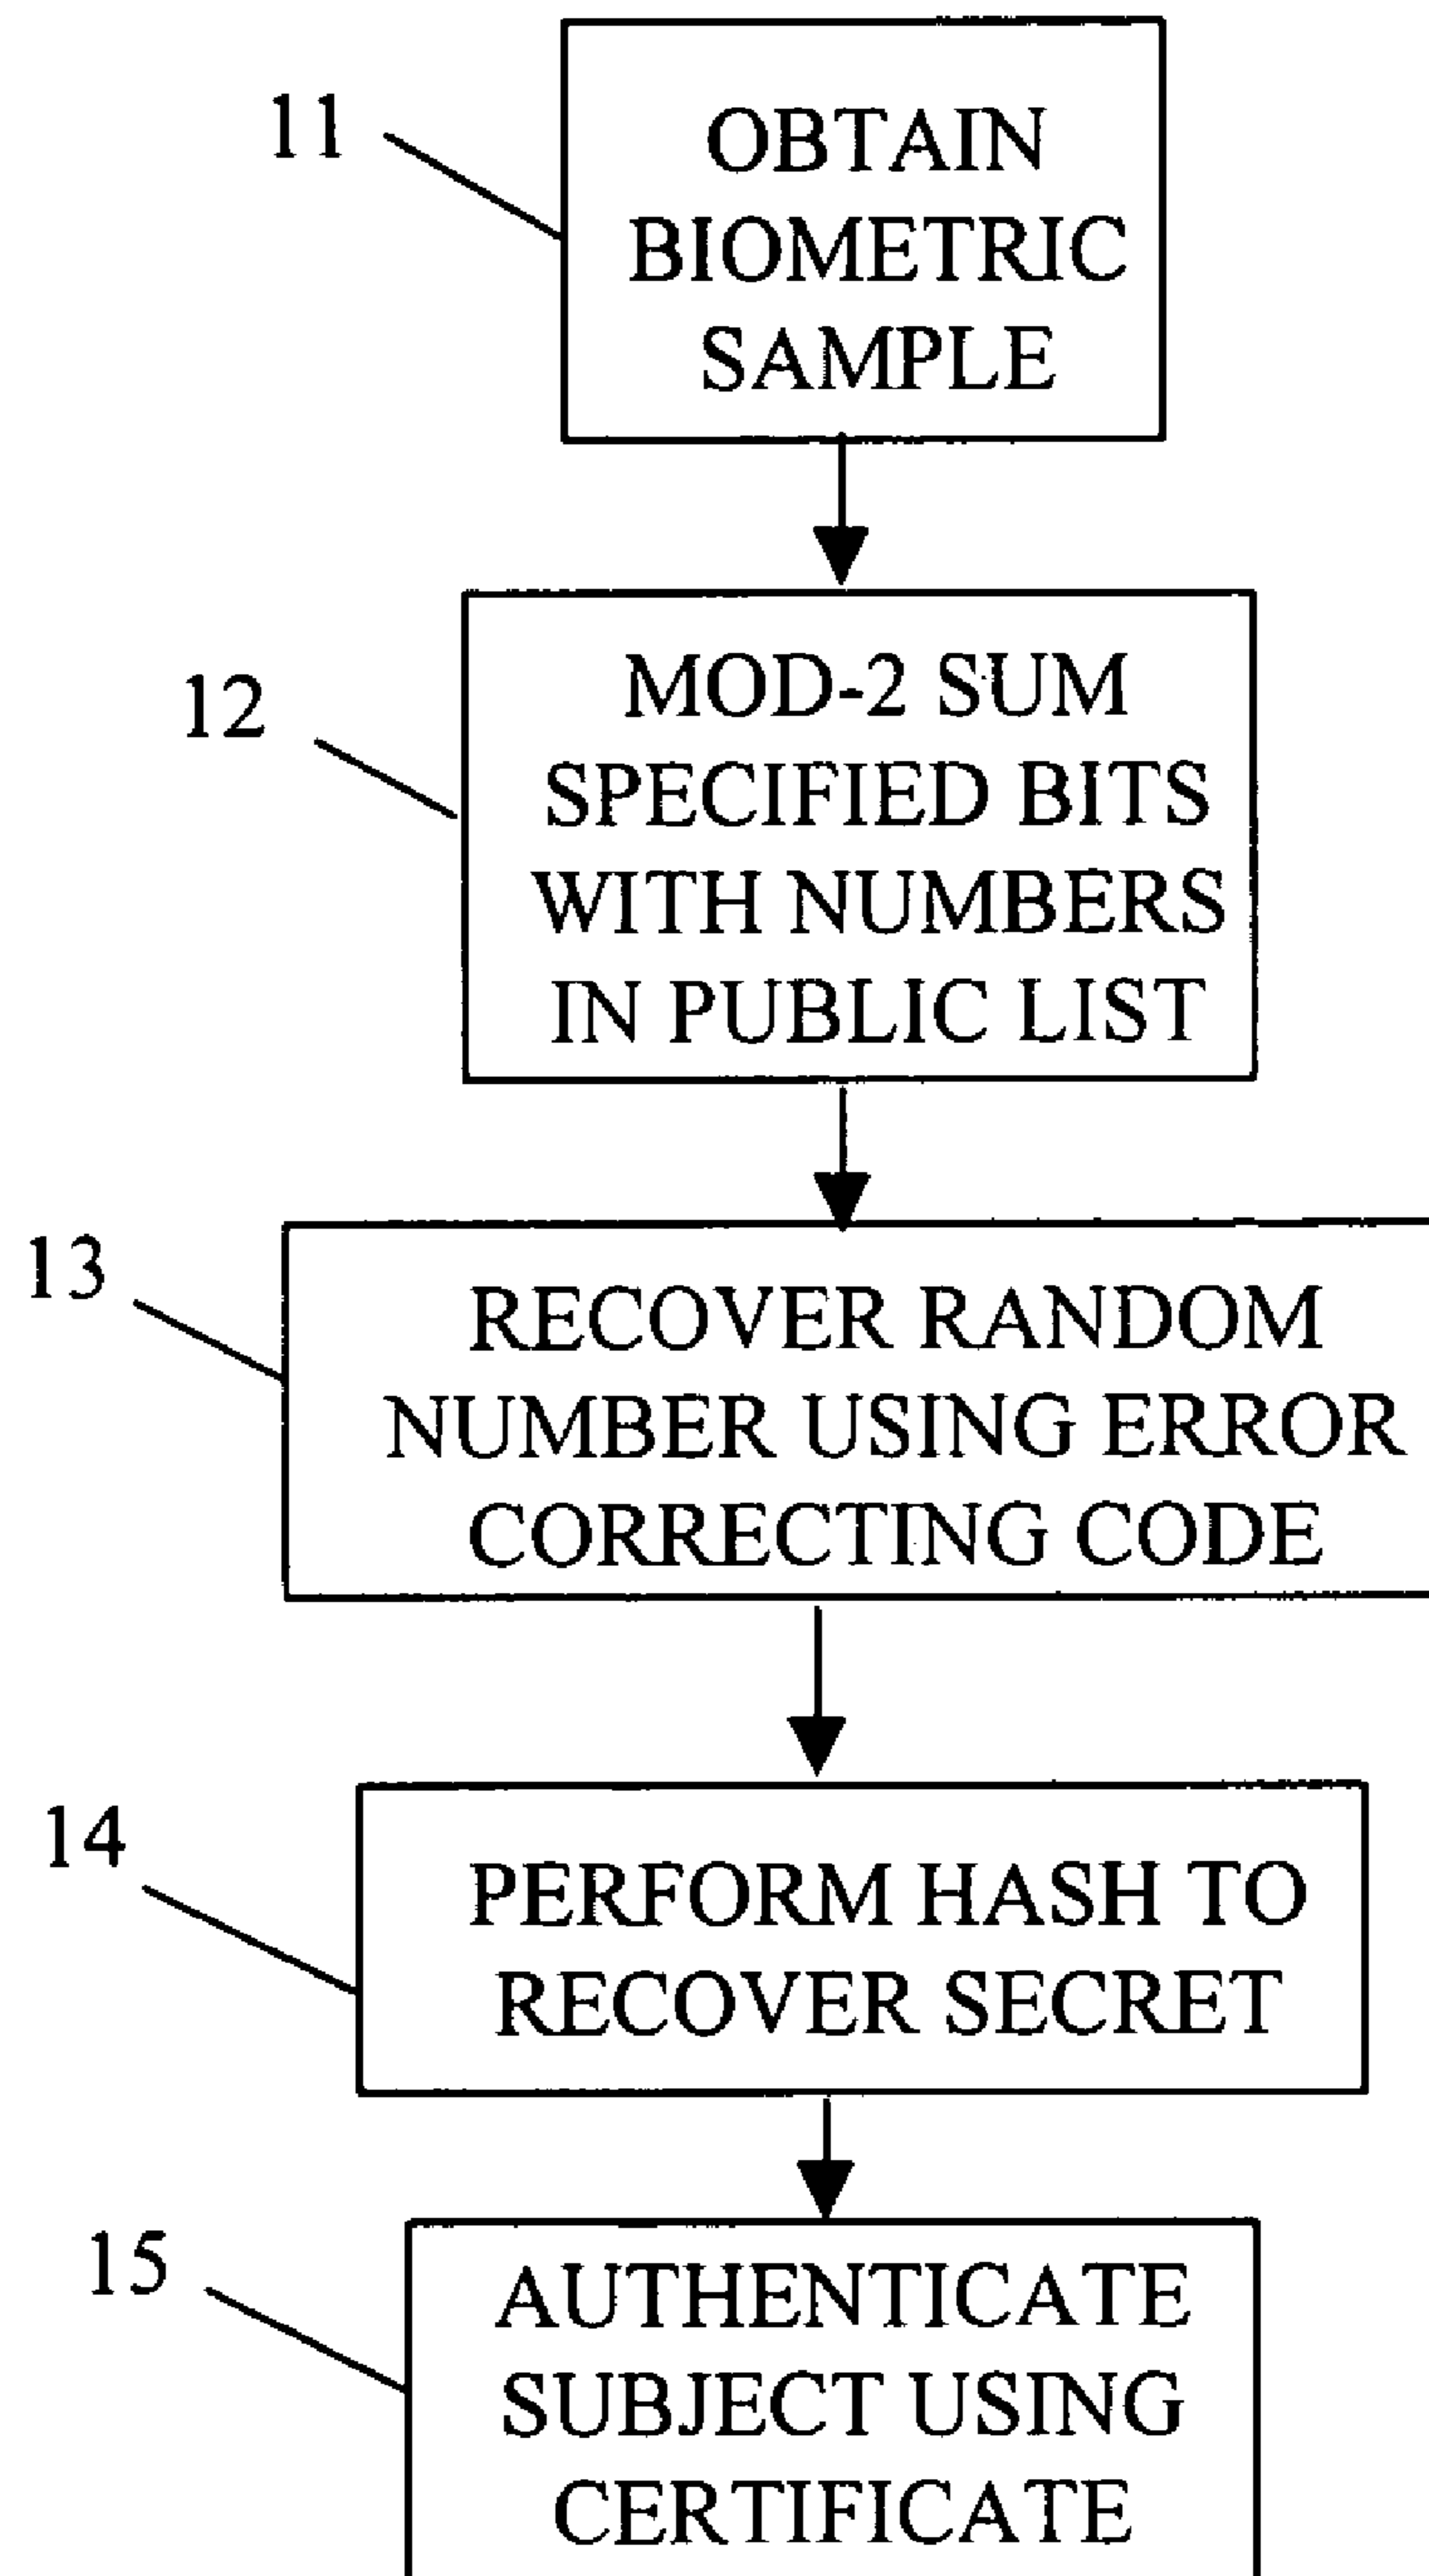 11
OBTAIN
BIOMETRIC
SAMPLE
12
MOD-2 SUM
SPECIFIED BITS
WITH NUMBERS
IN PUBLIC LIST
13
RECOVER RANDOM
NUMBER USING ERROR
CORRECTING CODE
14
PERFORM HASH TO
RECOVER SECRET
15
AUTHENTICATE
SUBJECT USING
CERTIFICATE